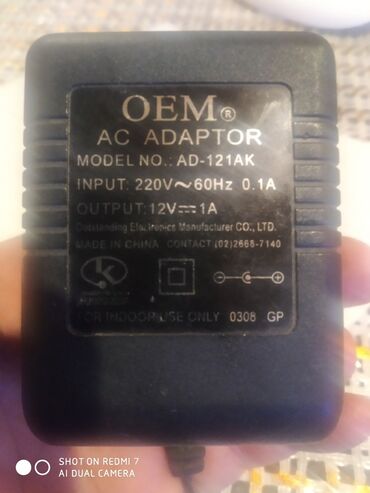 OEM®
AC ADAPTOR
MODEL NO.: AD-121AK
INPUT: 220V~60Hz 0.1A
OUTPUT: 12V⎓1A
Outstanding Electronics Manufacturer CO., LTD.
MADE IN CHINA CONTACT (02)2668-7140
FOR INDOOR USE ONLY 0308 GP
SHOT ON REDMI 7
AI DUAL CAMERA